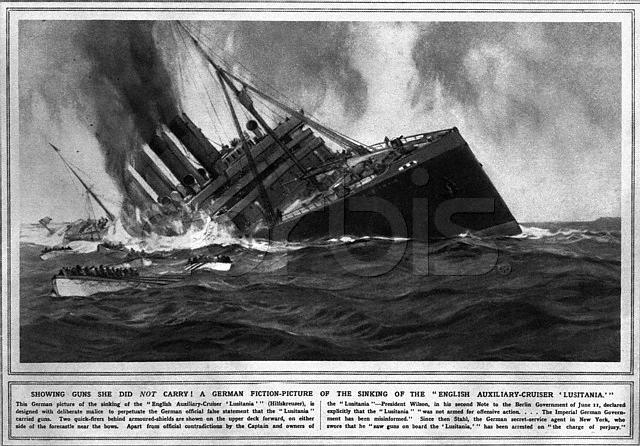 corbis
SHOWING GUNS SHE DID NOT CARRY! A GERMAN FICTION-PICTURE OF THE SINKING OF THE "ENGLISH AUXILIARY-CRUISER 'LUSITANIA.'"
This German picture of the sinking of the "English Auxiliary-Cruiser 'Lusitania'" (Hilfskreuzer), is
designed with deliberate malice to perpetuate the German official false statement that the "Lusitania"
carried guns. Two quick-firers behind armoured-shields are shown on the upper deck forward, on either
side of the forecastle near the bows. Apart from official contradictions by the Captain and owners of
the "Lusitania"—President Wilson, in his second Note to the Berlin Government of June 11, declared
explicitly that the "Lusitania" "was not armed for offensive action. . . . The Imperial German Govern-
ment has been misinformed." Since then Stahl, the German secret-service agent in New York, who
swore that he "saw guns on board the 'Lusitania,'" has been arrested on "the charge of perjury."